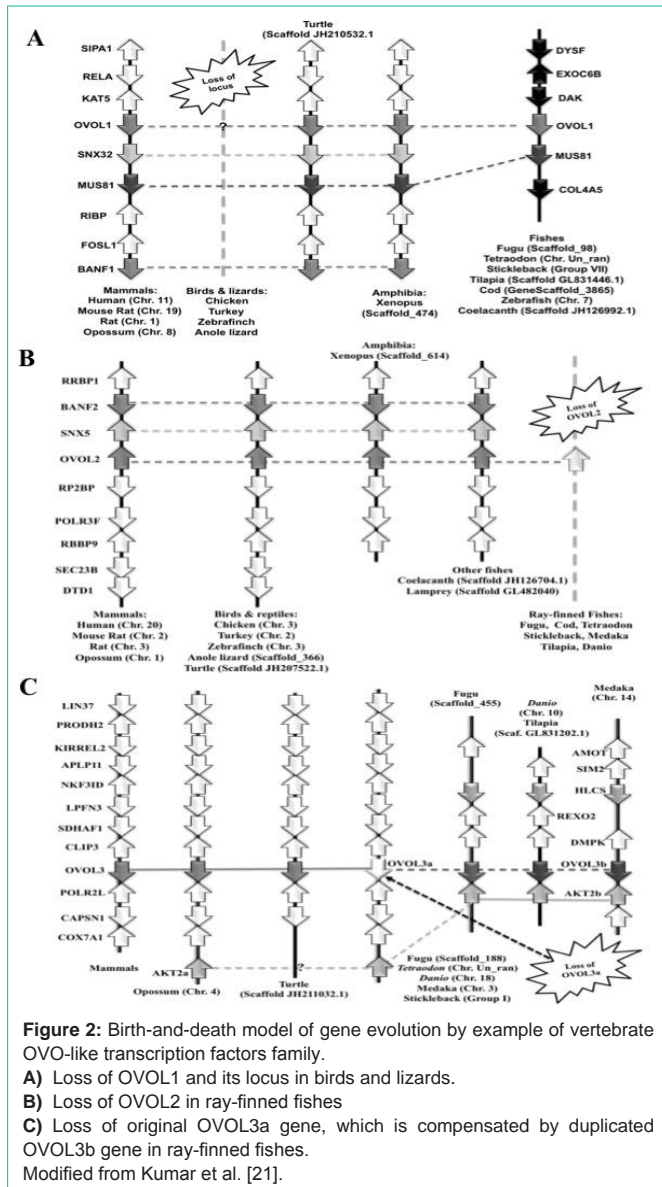 A
Turtle
(Scaffold JH210532.1
SIPA1
RELA
KAT5
OVOL1
SNX32
MUS81
RIBP
FOSL1
BANF1
Loss of
locus
?
DYSF
EXOC6B
DAK
OVOL1
MUS81
COL4A5
Mammals:
Human (Chr. 11)
Mouse Rat (Chr. 19)
Rat (Chr. 1)
Opossum (Chr. 8)
Birds & lizards:
Chicken
Turkey
Zebrafinch
Anole lizard
Amphibia:
Xenopus
(Scaffold_474)
Fishes
Fugu (Scaffold_98)
Tetraodon (Chr. Un_ran)
Stickleback (Group VII)
Tilapia (Scaffold GL831446.1)
Cod (GeneScaffold_3865)
Zebrafish (Chr. 7)
Coelacanth (Scaffold JH126992.1)
B
Amphibia:
Xenopus (Scaffold_614)
RRBP1
BANF2
SNX5
OVOL2
RP2BP
POLR3F
RBBP9
SEC23B
DTD1
Loss of
OVOL2
Mammals:
Human (Chr. 20)
Mouse Rat (Chr. 2)
Rat (Chr. 3)
Opossum (Chr. 1)
Birds & reptiles:
Chicken (Chr. 3)
Turkey (Chr. 2)
Zebrafinch (Chr. 3)
Anole lizard (Scaffold_366)
Turtle (Scaffold JH207522.1)
Other fishes
Coelacanth (Scaffold JH126704.1)
Lamprey (Scaffold GL482040)
Ray-finned Fishes:
Fugu, Cod, Tetraodon
Stickleback, Medaka
Tilapia, Danio
C
LIN37
PRODH2
KIRREL2
APLP11
NKF3ID
LPFN3
SDHAF1
CLIP3
OVOL3
POLR2L
CAPSN1
COX7A1
Mammals
AKT2a
Opossum (Chr. 4)
?
Turtle
(Scaffold JH211032.1)
OVOL3a
Fugu (Scaffold_188)
Tetraodon (Chr. Un_ran)
Danio (Chr. 18)
Medaka (Chr. 3)
Stickleback (Group I)
Fugu
(Scaffold_455)
Danio
(Chr. 10)
Tilapia
(Scaf. GL831202.1)
Medaka
(Chr. 14)
AMOT
SIM2
HLCS
REXO2
DMPK
OVOL3b
AKT2b
Loss of
OVOL3a
Figure 2: Birth-and-death model of gene evolution by example of vertebrate
OVO-like transcription factors family.
A) Loss of OVOL1 and its locus in birds and lizards.
B) Loss of OVOL2 in ray-finned fishes
C) Loss of original OVOL3a gene, which is compensated by duplicated
OVOL3b gene in ray-finned fishes.
Modified from Kumar et al. [21].